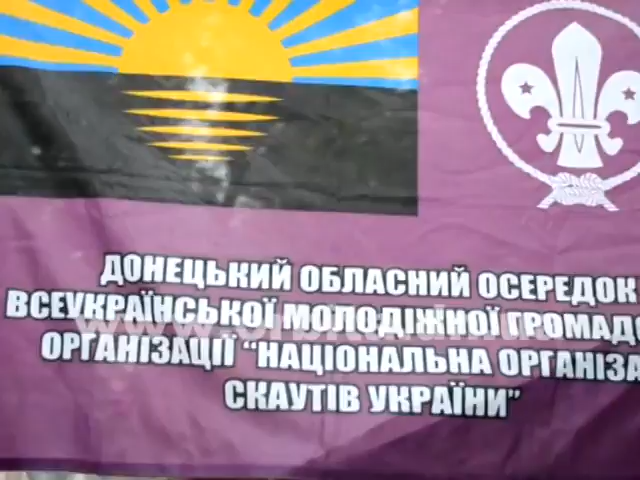 ДОНЕЦЬКИЙ ОБЛАСНИЙ ОСЕРЕДОК
ВСЕУКРАЇНСЬКОЇ МОЛОДІЖНОЇ
ОРГАНІЗАЦІЇ "НАЦІОНАЛЬНА
СКАУТІВ УКРАЇНИ"